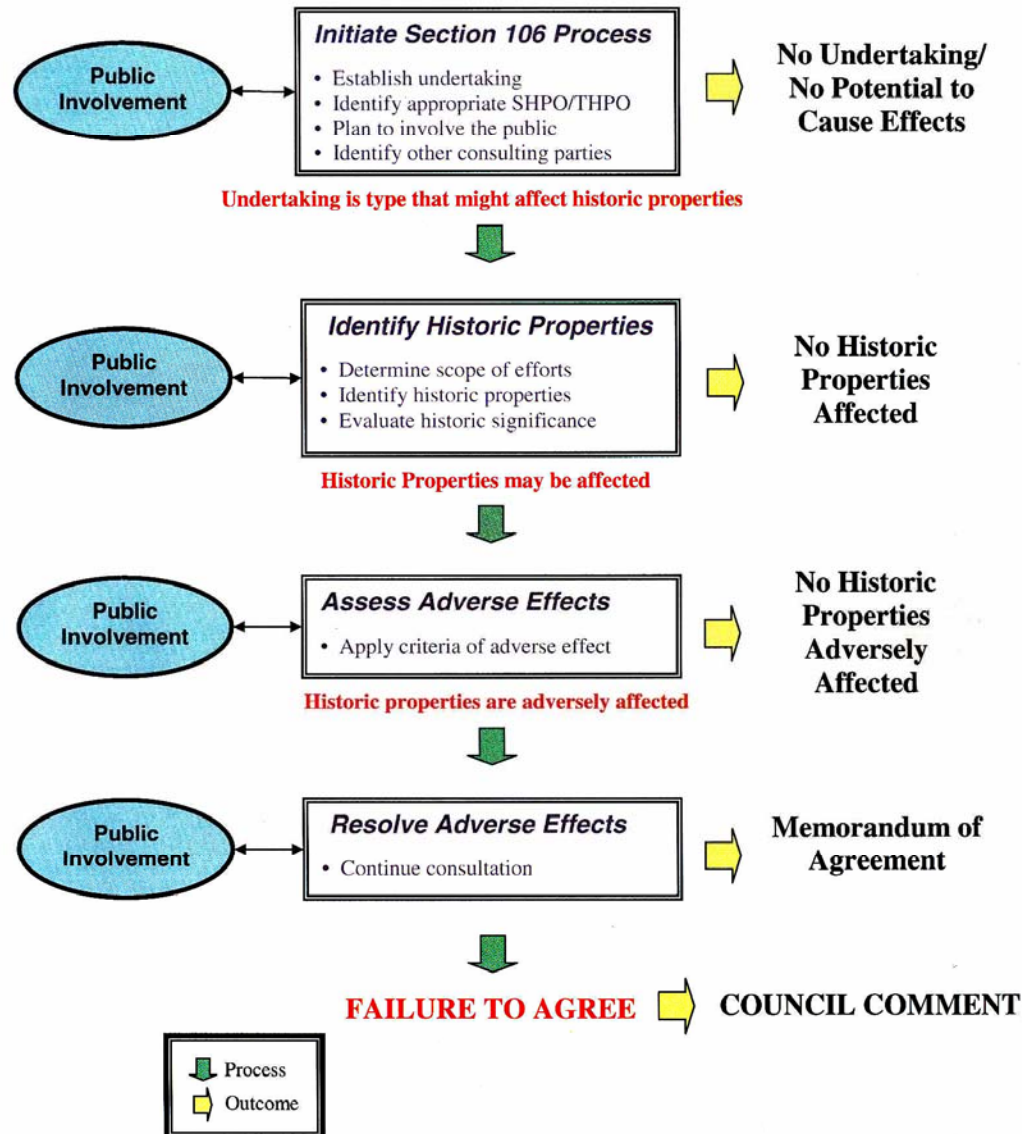 Initiate Section 106 Process
Public
Involvement
• Establish undertaking
• Identify appropriate SHPO/THPO
• Plan to involve the public
• Identify other consulting parties
No Undertaking/
No Potential to
Cause Effects
Undertaking is type that might affect historic properties
Identify Historic Properties
Public
Involvement
• Determine scope of efforts
• Identify historic properties
• Evaluate historic significance
No Historic
Properties
Affected
Historic Properties may be affected
Assess Adverse Effects
Public
Involvement
• Apply criteria of adverse effect
No Historic
Properties
Adversely
Affected
Historic properties are adversely affected
Resolve Adverse Effects
Public
Involvement
• Continue consultation
Memorandum of
Agreement
FAILURE TO AGREE
COUNCIL COMMENT
Process
Outcome